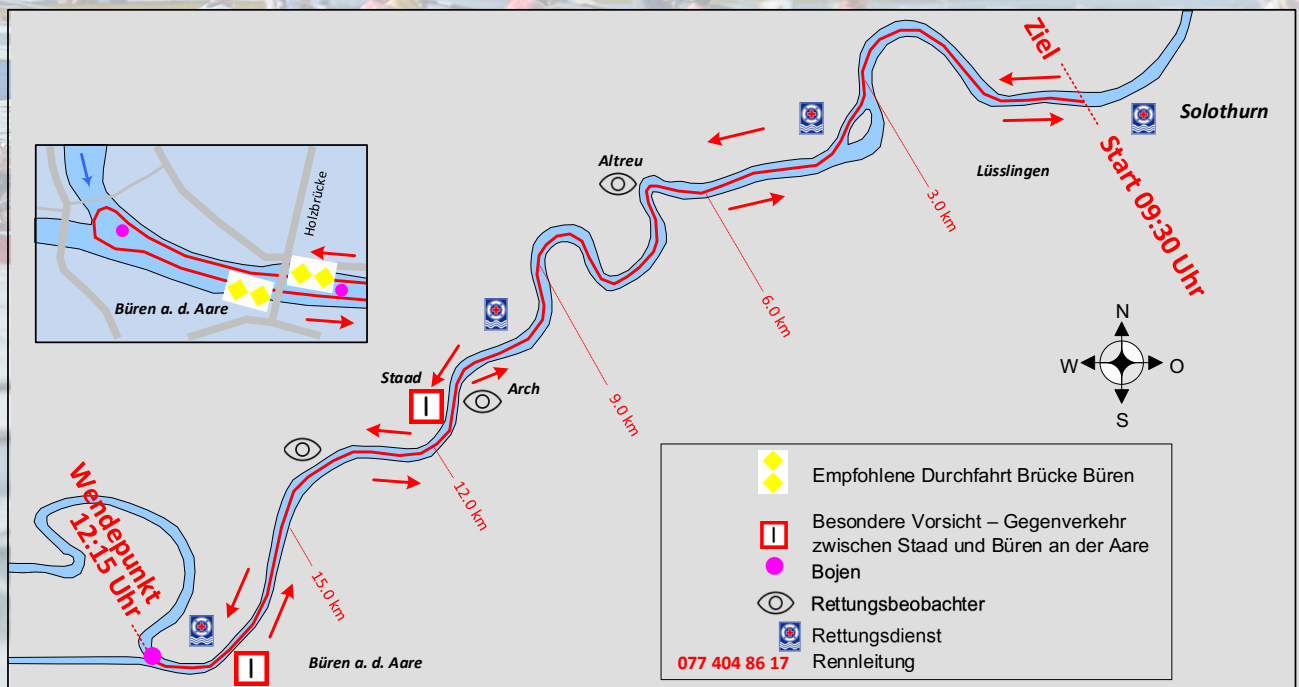 Ziel
Solothurn
Altreu
Lüsslingen
Start 09:30 Uhr
3.0 km
Holzbrücke
Büren a. d. Aare
6.0 km
N
W
O
S
Staad
Arch
9.0 km
12.0 km
Wendepunkt
12:15 Uhr
15.0 km
Büren a. d. Aare
Empfohlene Durchfahrt Brücke Büren
Besondere Vorsicht – Gegenverkehr
zwischen Staad und Büren an der Aare
Bojen
Rettungsbeobachter
Rettungsdienst
077 404 86 17 Rennleitung